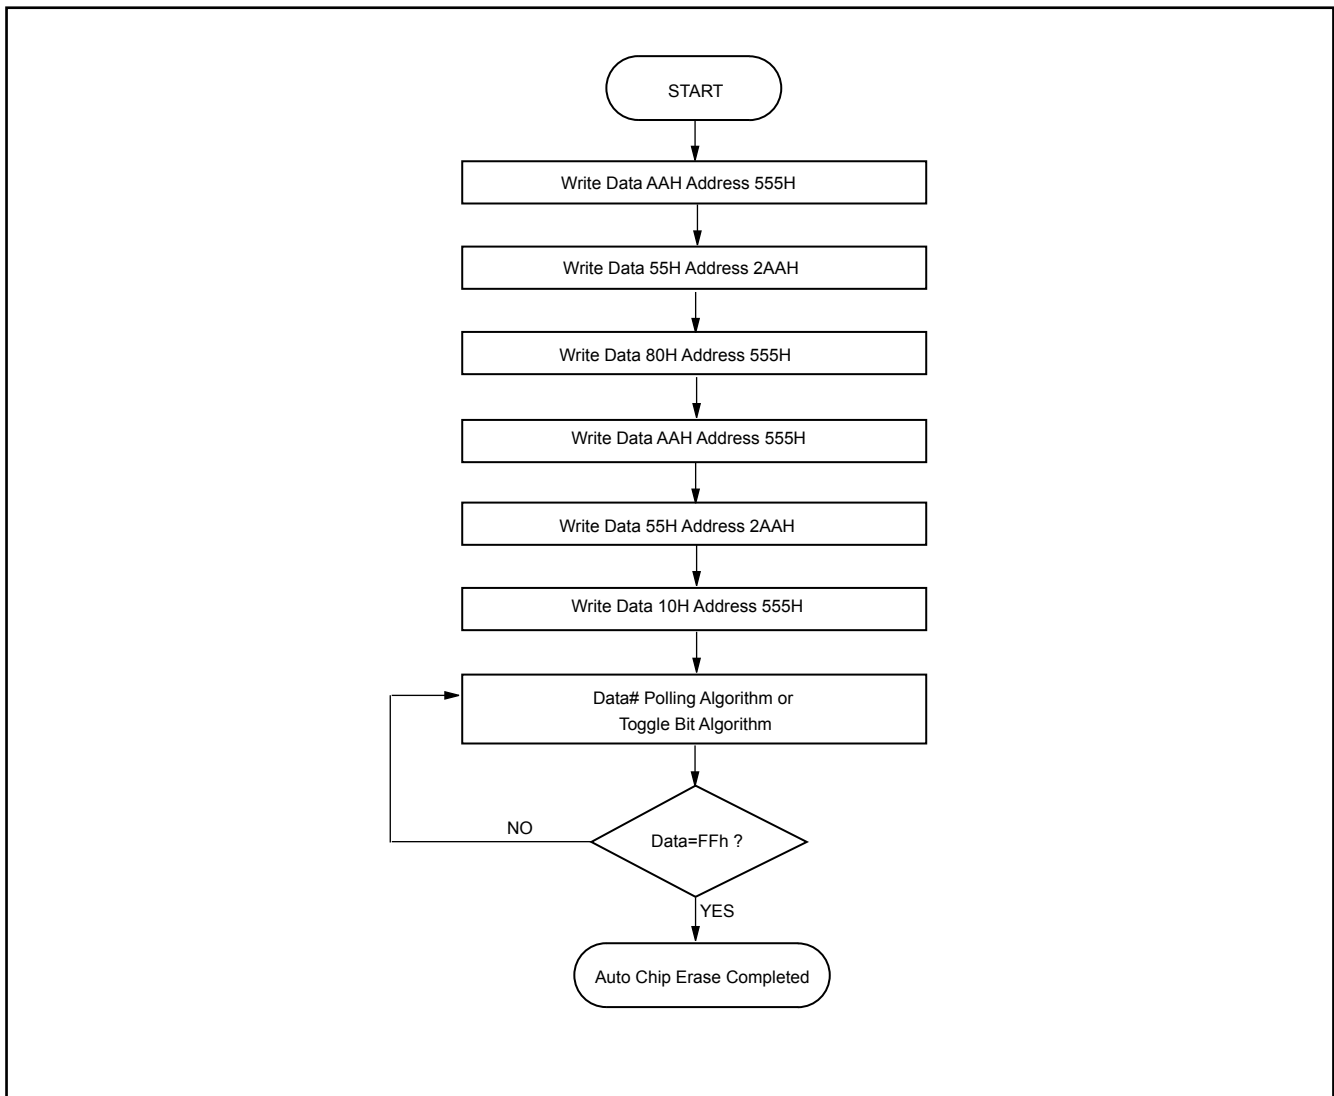 START
Write Data AAH Address 555H
Write Data 55H Address 2AAH
Write Data 80H Address 555H
Write Data AAH Address 555H
Write Data 55H Address 2AAH
Write Data 10H Address 555H
Data# Polling Algorithm or
Toggle Bit Algorithm
NO
Data=FFh ?
YES
Auto Chip Erase Completed